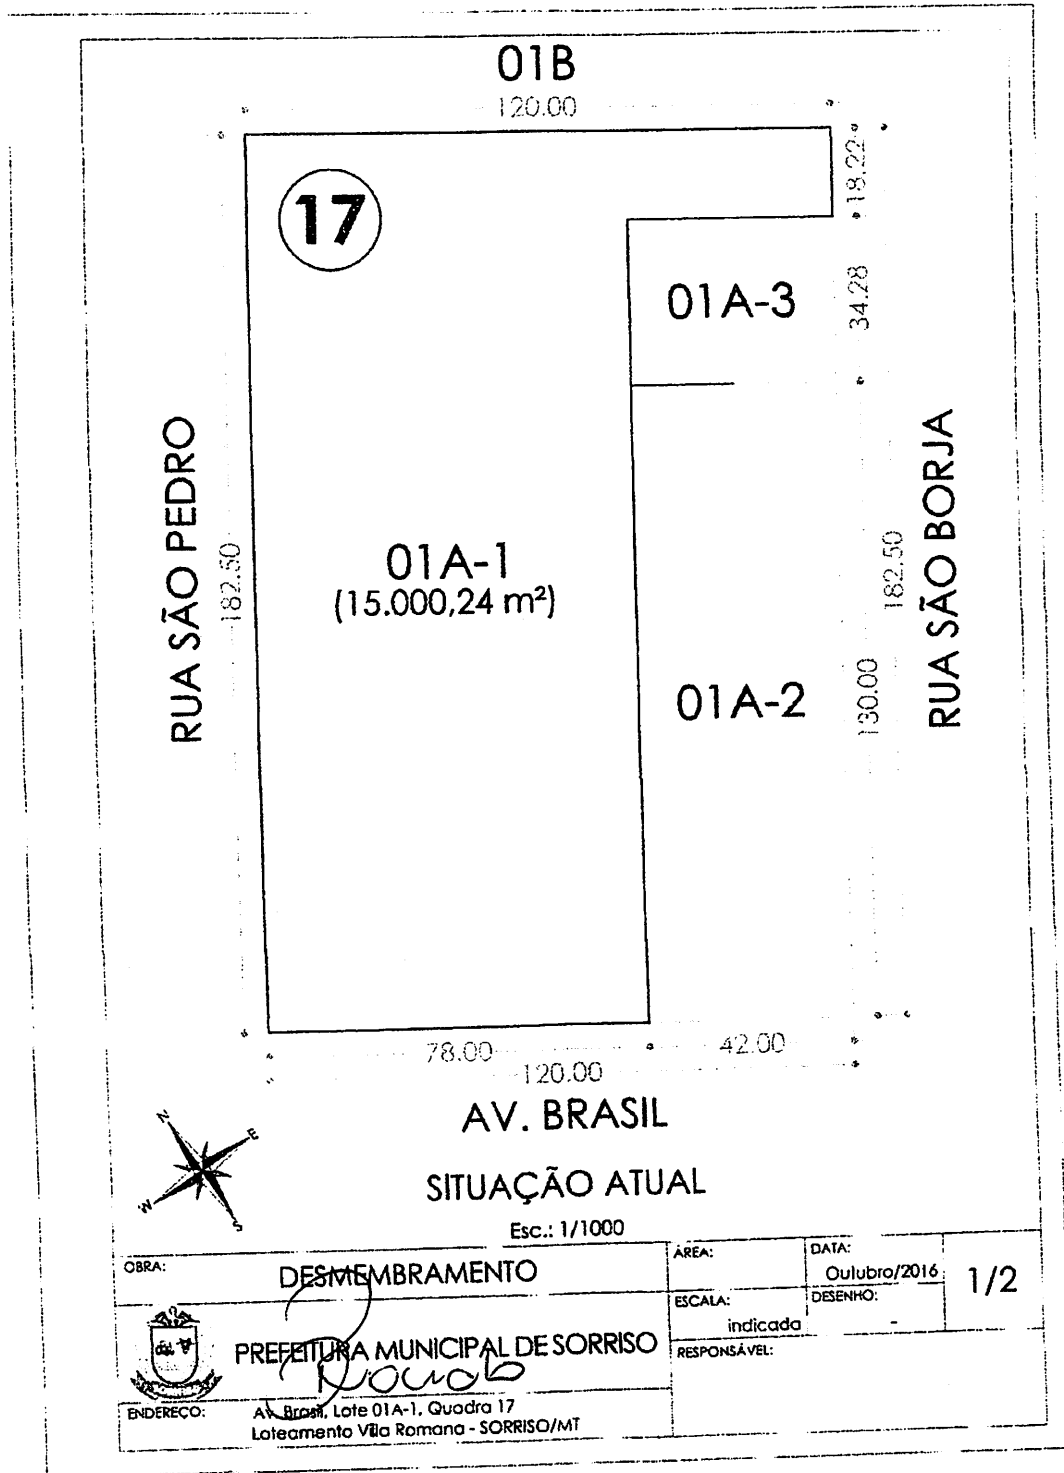 01B
120.00
17
18.22
01A-3
34.28
RUA SÃO PEDRO
182.50
01A-1
(15.000,24 m²)
01A-2
130.00
182.50
RUA SÃO BORJA
78.00
42.00
120.00
AV. BRASIL
N
E
W
S
SITUAÇÃO ATUAL
Esc.: 1/1000
OBRA:
DESMEMBRAMENTO
ÁREA:
DATA:
Outubro/2016
1/2
ESCALA:
indicada
DESENHO:
-
PREFEITURA MUNICIPAL DE SORRISO
RESPONSÁVEL:
ENDEREÇO:
Av. Brasil, Lote 01A-1, Quadra 17
Loteamento Villa Romana - SORRISO/MT